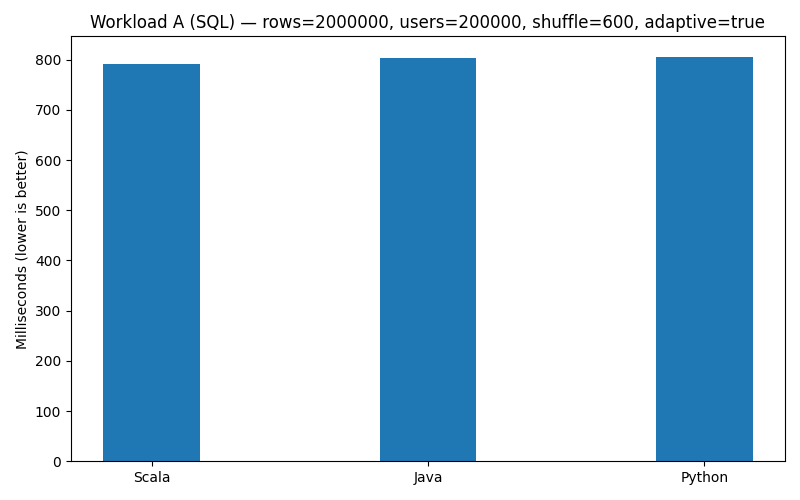 Workload A (SQL) — rows=2000000, users=200000, shuffle=600, adaptive=true
Milliseconds (lower is better)
800
700
600
500
400
300
200
100
0
Scala
Java
Python